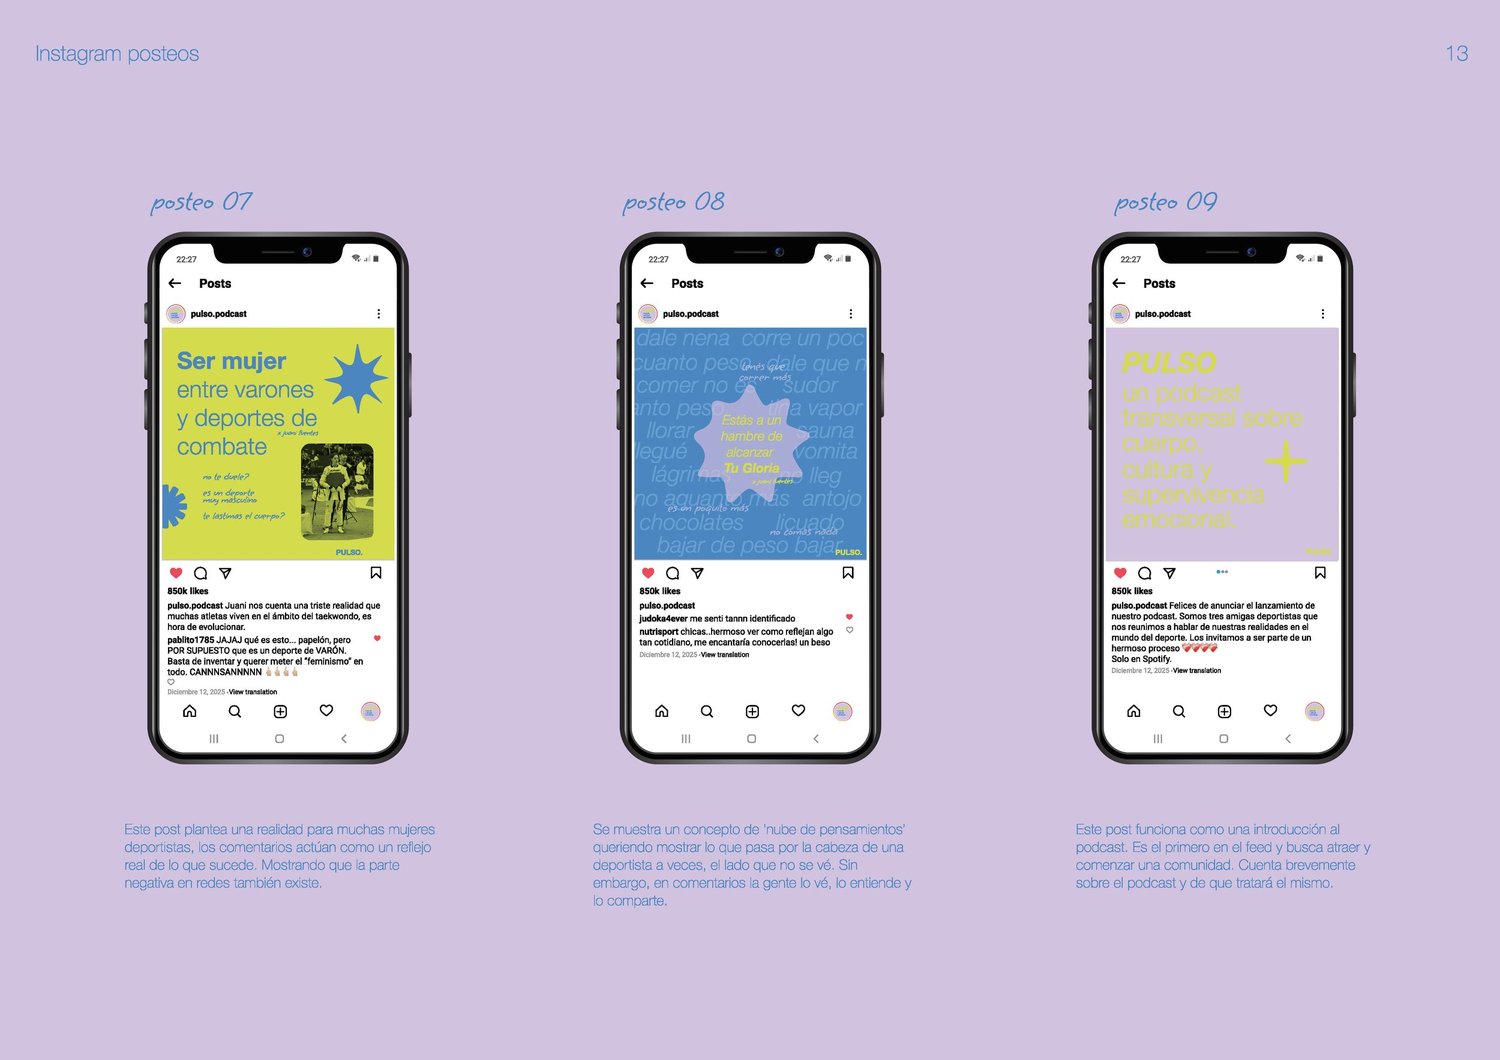 Instagram posteos
13
posteo 07
22:27
Posts
pulso.podcast
Ser mujer
entre varones
y deportes de
combate
x juani fuentes
no te duele?
es un deporte
muy masculino
te lastimas el cuerpo?
PULSO.
850k likes
pulso.podcast Juani nos cuenta una triste realidad que
muchas atletas viven en el ámbito del taekwondo, es
hora de evolucionar.
pablito1785 JAJAJ qué es esto... papelón, pero
POR SUPUESTO que es un deporte de VARÓN.
Basta de inventar y querer meter el "feminismo" en
todo. CANNNSANNNNN
Diciembre 12, 2025 -View translation
Este post plantea una realidad para muchas mujeres
deportistas, los comentarios actúan como un reflejo
real de lo que sucede. Mostrando que la parte
negativa en redes también existe.
posteo 08
22:27
Posts
pulso.podcast
dale nena corre un poc
cuanto peso dale que n
tenés que
correr más
comer no sudor
anto peso tina vapor
llorar sauna
llegué vomita
lágrimas lleg
no aguanto más antojo
chocolates licuado
bajar de peso bajar
Estás a un
hambre de
alcanzar
Tu Gloria
x juani fuentes
es un poquito más
no comas nada
PULSO.
850k likes
pulso.podcast
judoka4ever me senti tannn identificado
nutrisport chicas..hermoso ver como reflejan algo
tan cotidiano, me encantaría conocerlas! un beso
Diciembre 12, 2025 -View translation
Se muestra un concepto de 'nube de pensamientos'
queriendo mostrar lo que pasa por la cabeza de una
deportista a veces, el lado que no se vé. Sin
embargo, en comentarios la gente lo vé, lo entiende y
lo comparte.
posteo 09
22:27
Posts
pulso.podcast
PULSO
un podcast
transversal sobre
cuerpo,
cultura y
supervivencia
emocional.
PULSO.
850k likes
pulso.podcast Felices de anunciar el lanzamiento de
nuestro podcast. Somos tres amigas deportistas que
nos reunimos a hablar de nuestras realidades en el
mundo del deporte. Los invitamos a ser parte de un
hermoso proceso
Solo en Spotify.
Diciembre 12, 2025 -View translation
Este post funciona como una introducción al
podcast. Es el primero en el feed y busca atraer y
comenzar una comunidad. Cuenta brevemente
sobre el podcast y de que tratará el mismo.